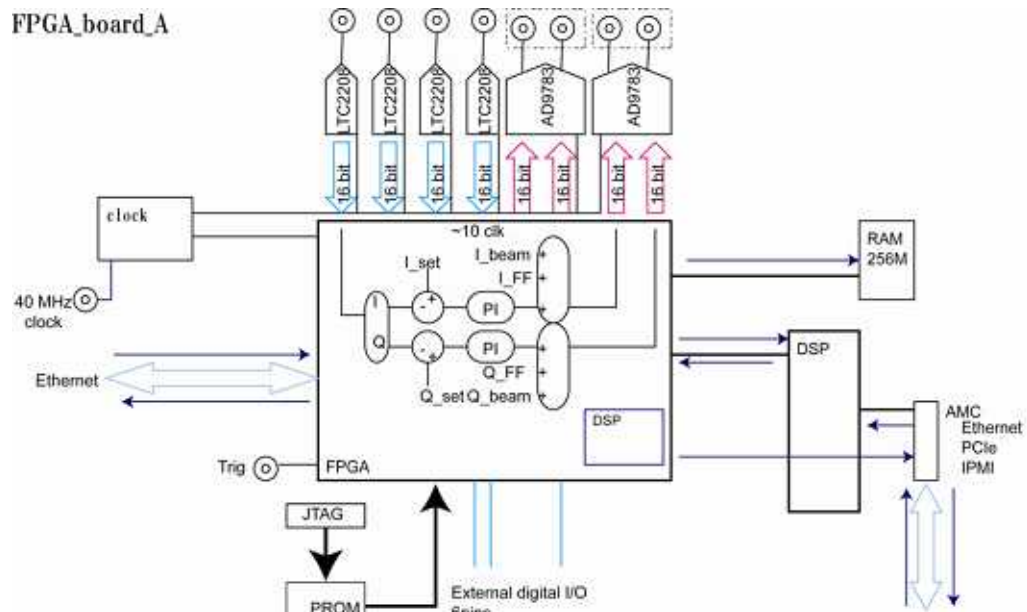 FPGA_board_A
LTC2208
LTC2208
LTC2208
LTC2208
AD9783
AD9783
16 bit
16 bit
16 bit
16 bit
16 bit
16 bit
16 bit
16 bit
clock
~10 clk
I_beam
+
I_set
I_FF
+
RAM
256M
40 MHz
clock
I
-
+
PI
+
Q
-
+
PI
+
Q_FF
+
Q_set
Q_beam
+
DSP
Ethernet
DSP
AMC
Ethernet
PCIe
IPMI
Trig
FPGA
JTAG
PROM
External digital I/O
6pins